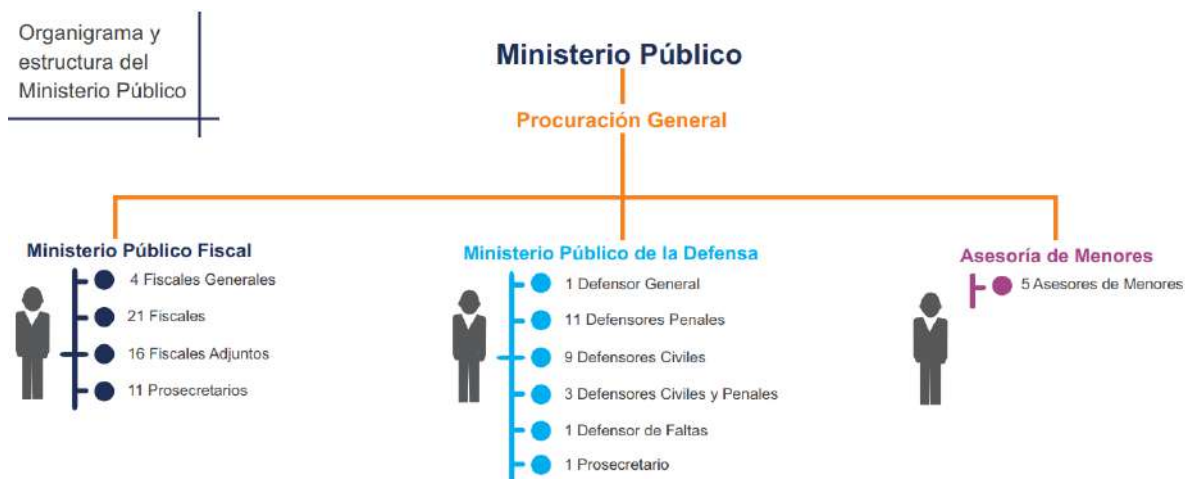 Organigrama y
estructura del
Ministerio Público
Ministerio Público
Procuración General
Ministerio Público Fiscal
4 Fiscales Generales
21 Fiscales
16 Fiscales Adjuntos
11 Prosecretarios
Ministerio Público de la Defensa
1 Defensor General
11 Defensores Penales
9 Defensores Civiles
3 Defensores Civiles y Penales
1 Defensor de Faltas
1 Prosecretario
Asesoría de Menores
5 Asesores de Menores